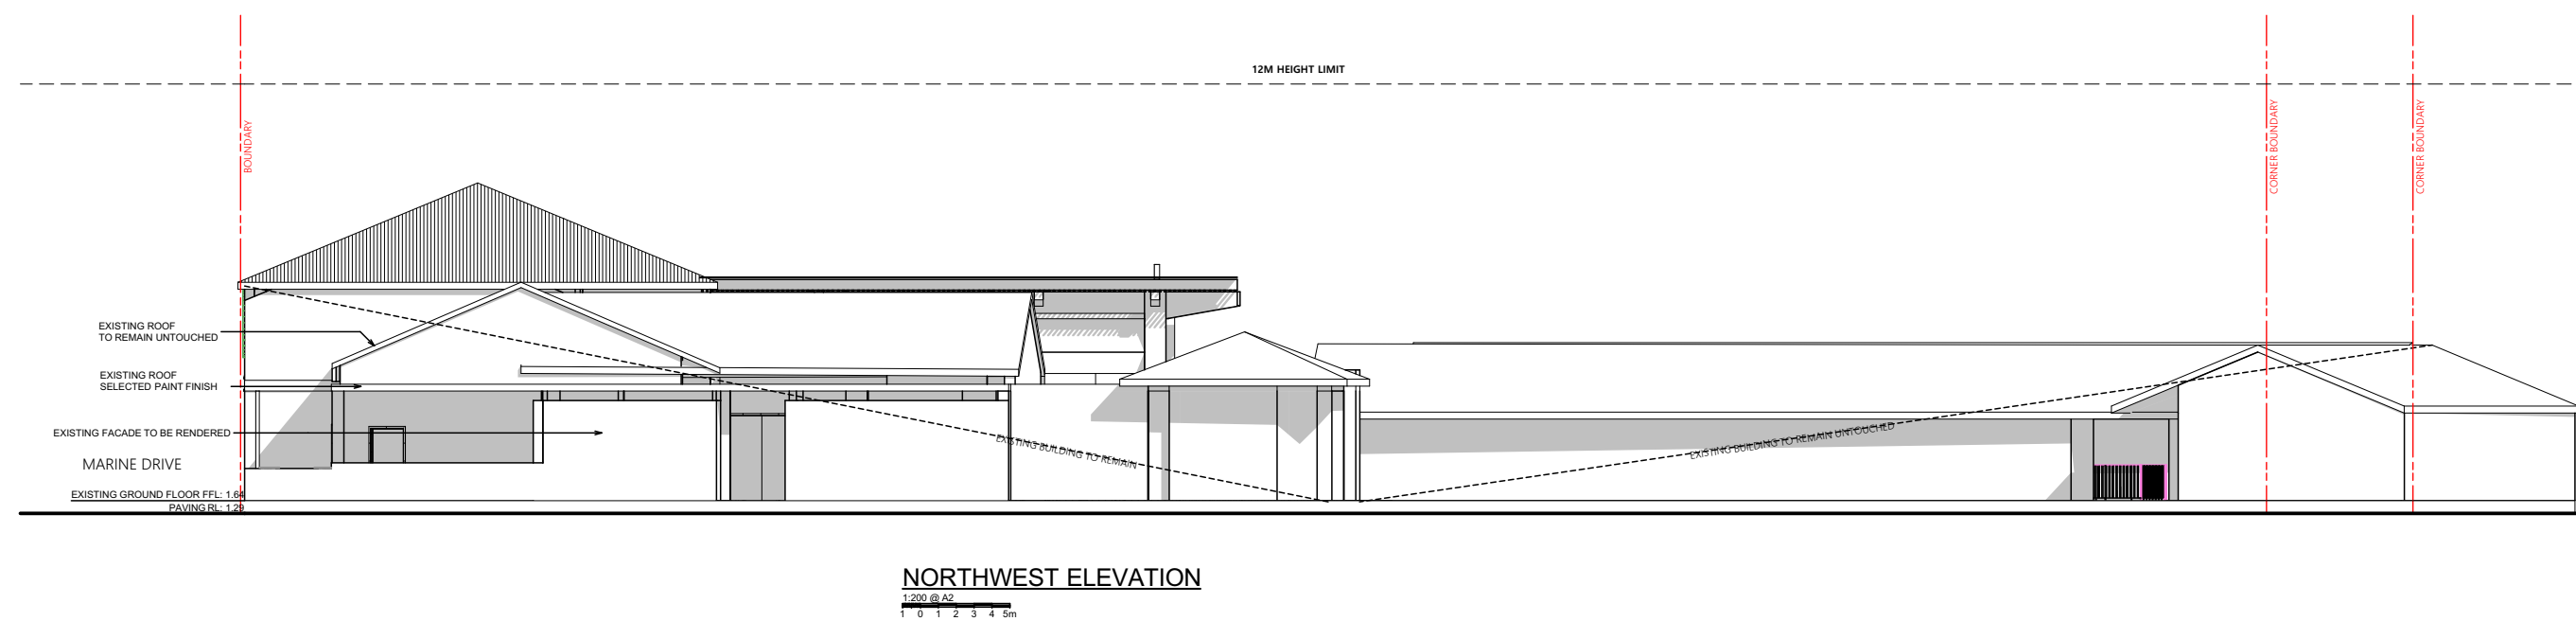 12M HEIGHT LIMIT
BOUNDARY
CORNER BOUNDARY
CORNER BOUNDARY
EXISTING ROOF
TO REMAIN UNTOUCHED
EXISTING ROOF
SELECTED PAINT FINISH
EXISTING FACADE TO BE RENDERED
MARINE DRIVE
EXISTING BUILDING TO REMAIN
EXISTING BUILDING TO REMAIN UNTOUCHED
EXISTING GROUND FLOOR FFL: 1.64
PAVING RL: 1.29
NORTHWEST ELEVATION
1:200 @ A2
1 0 1 2 3 4 5m